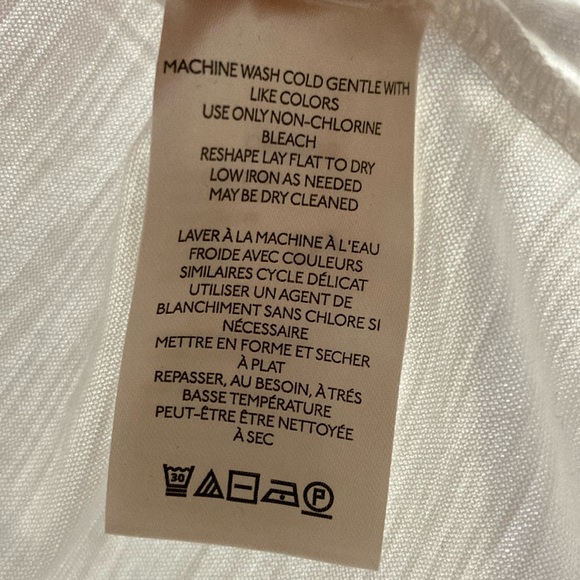 MACHINE WASH COLD GENTLE WITH
LIKE COLORS
USE ONLY NON-CHLORINE
BLEACH
RESHAPE LAY FLAT TO DRY
LOW IRON AS NEEDED
MAY BE DRY CLEANED
LAVER À LA MACHINE À L'EAU
FROIDE AVEC COULEURS
SIMILAIRES CYCLE DÉLICAT
UTILISER UN AGENT DE
BLANCHIMENT SANS CHLORE SI
NÉCESSAIRE
METTRE EN FORME ET SECHER
À PLAT
REPASSER, AU BESOIN, À TRÉS
BASSE TEMPÉRATURE
PEUT-ÊTRE ÊTRE NETTOYÉE
À SEC
30 P